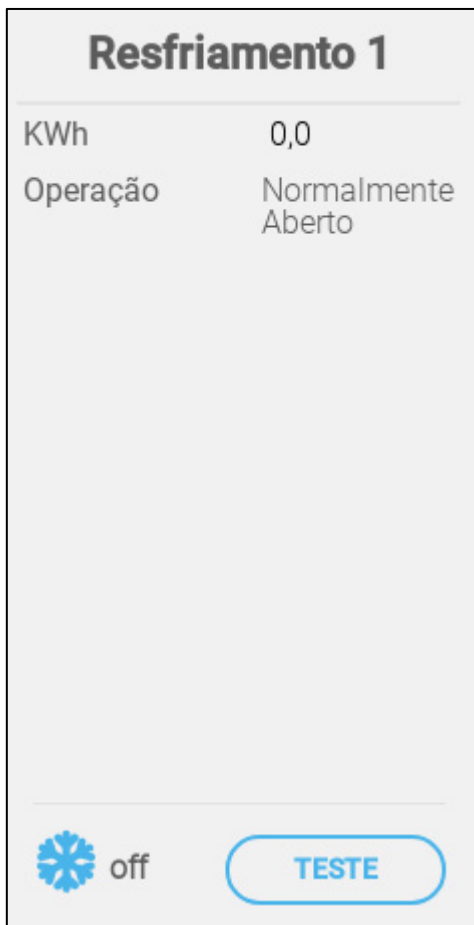 Resfriamento 1
KWh 0,0
Operação Normalmente
Aberto
off TESTE